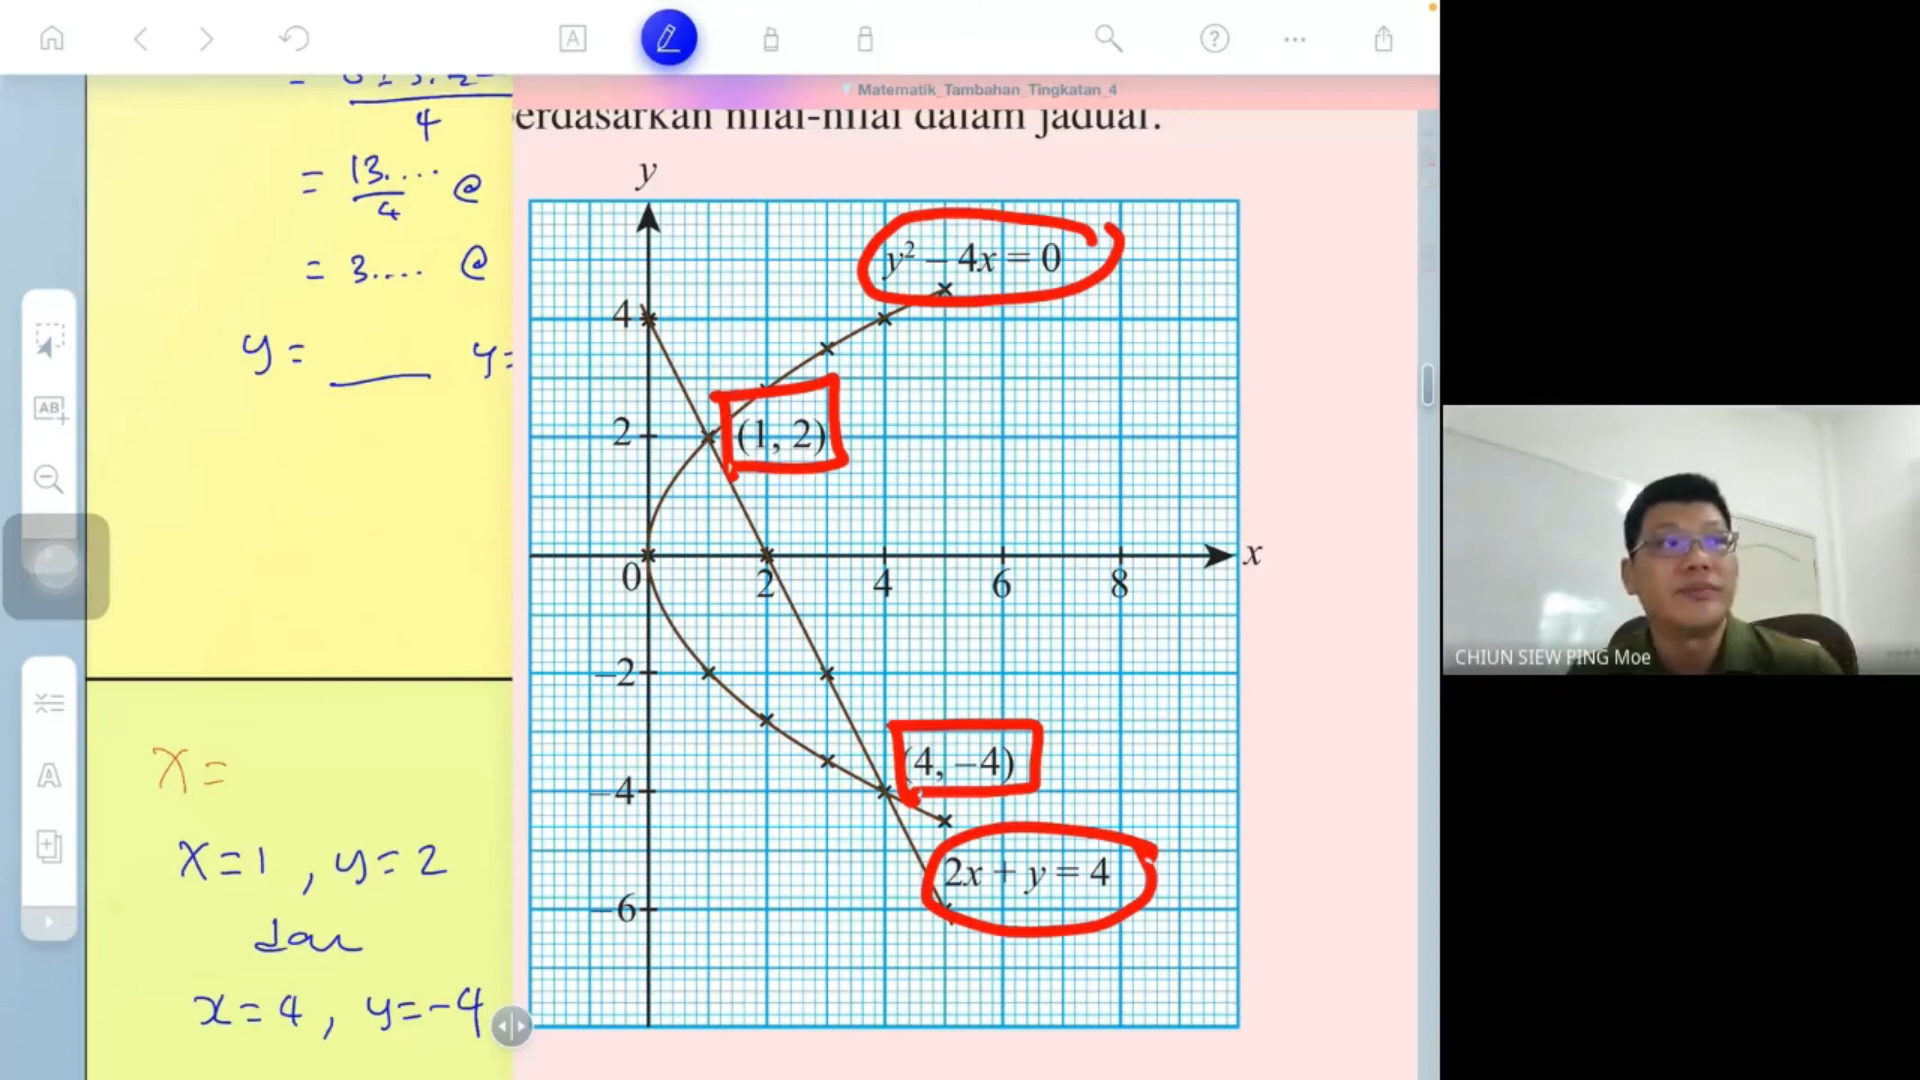 A
Matematik_Tambahan_Tingkatan_4
erdasarkan nilai-nilai dalam jadual.
4
= 13.... @
4
= 3.... @
y = y=
AB
y
y² – 4x = 0
4
(1, 2)
2
0 2 4 6 8 x
–2
(4, –4)
–4
2x + y = 4
–6
x =
A
x=1 , y=2
dan
x=4 , y=-4
CHIUN SIEW PING Moe